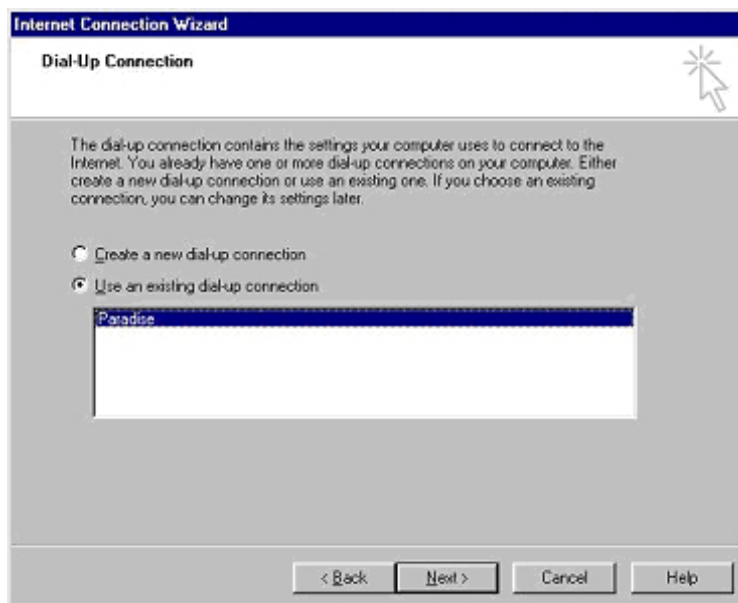 Internet Connection Wizard
Dial-Up Connection
The dial-up connection contains the settings your computer uses to connect to the
Internet. You already have one or more dial-up connections on your computer. Either
create a new dial-up connection or use an existing one. If you choose an existing
connection, you can change its settings later.
Create a new dial-up connection
Use an existing dial-up connection
Paradise
< Back Next > Cancel Help